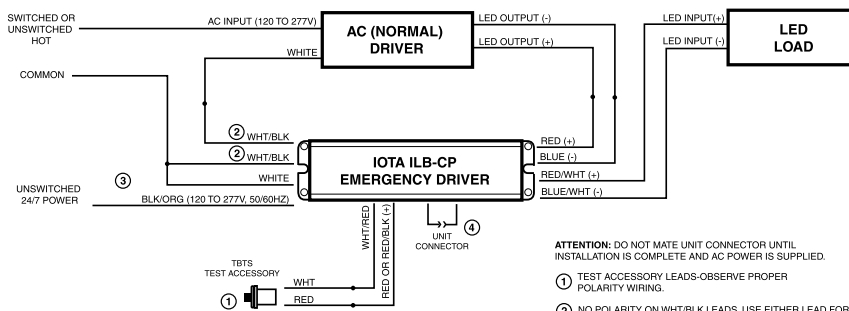 SWITCHED OR
UNSWITCHED
HOT
AC INPUT (120 TO 277V)
AC (NORMAL)
DRIVER
LED OUTPUT (-)
LED OUTPUT (+)
LED INPUT(+)
LED INPUT (-)
LED
LOAD
WHITE
COMMON
2 WHT/BLK
2 WHT/BLK
WHITE
3
UNSWITCHED
24/7 POWER
BLK/ORG (120 TO 277V, 50/60HZ)
IOTA ILB-CP
EMERGENCY DRIVER
RED (+)
BLUE (-)
RED/WHT (+)
BLUE/WHT (-)
WHT/RED
RED OR RED/BLK (+)
4
UNIT
CONNECTOR
TBTS
TEST ACCESSORY
1
WHT
RED
ATTENTION: DO NOT MATE UNIT CONNECTOR UNTIL
INSTALLATION IS COMPLETE AND AC POWER IS SUPPLIED.
1 TEST ACCESSORY LEADS-OBSERVE PROPER
POLARITY WIRING.
2 NO POLARITY ON WHT/BLK LEADS. USE EITHER LEAD FOR